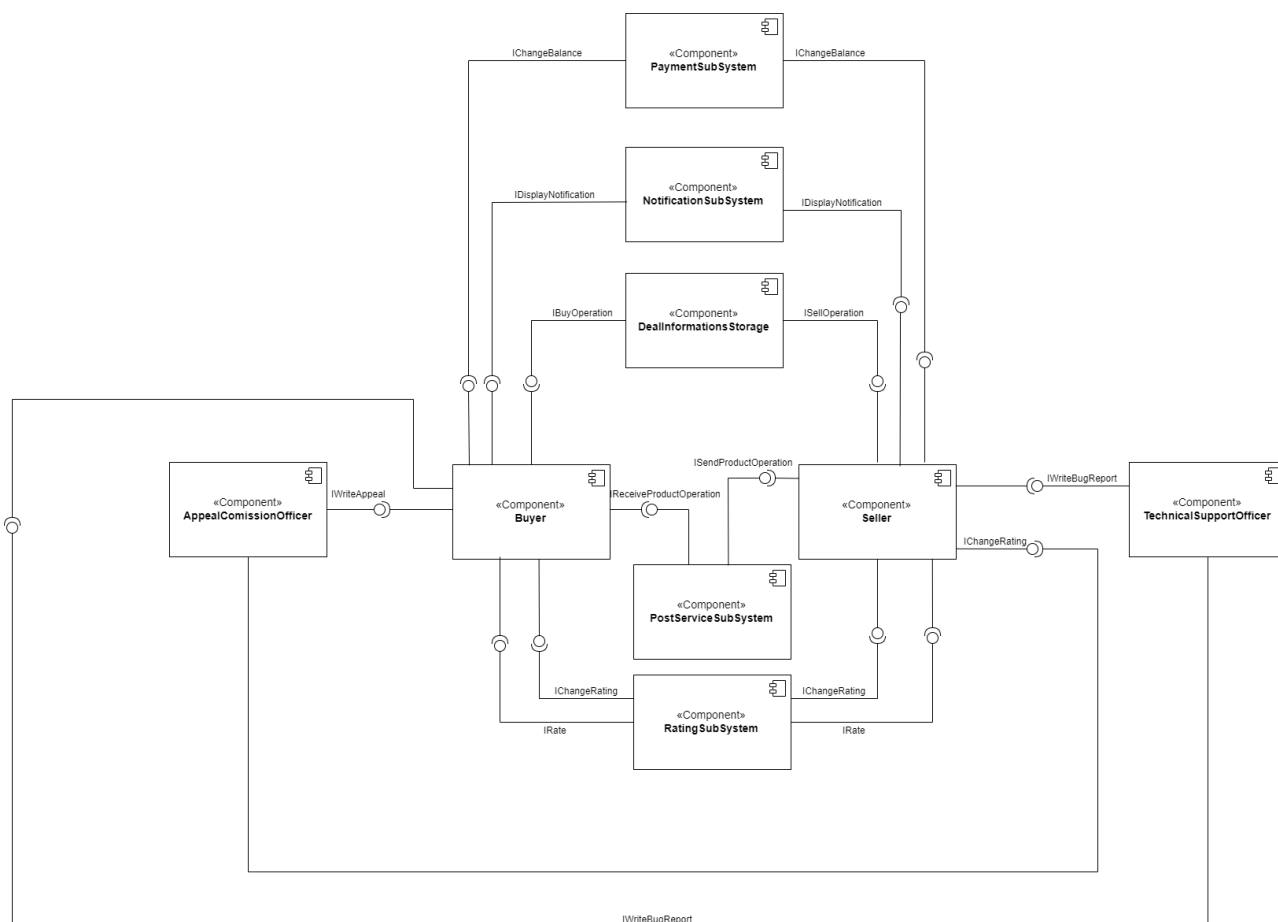 IChangeBalance
«Component»
PaymentSubSystem
IChangeBalance
IDisplayNotification
«Component»
NotificationSubSystem
IDisplayNotification
IBuyOperation
«Component»
DealInformationsStorage
ISellOperation
«Component»
AppealComissionOfficer
IWriteAppeal
«Component»
Buyer
IReceiveProductOperation
ISendProductOperation
«Component»
Seller
IWriteBugReport
«Component»
TechnicalSupportOfficer
IChangeRating
«Component»
PostServiceSubSystem
IChangeRating
«Component»
RatingSubSystem
IChangeRating
IRate
IRate
IWriteBugReport